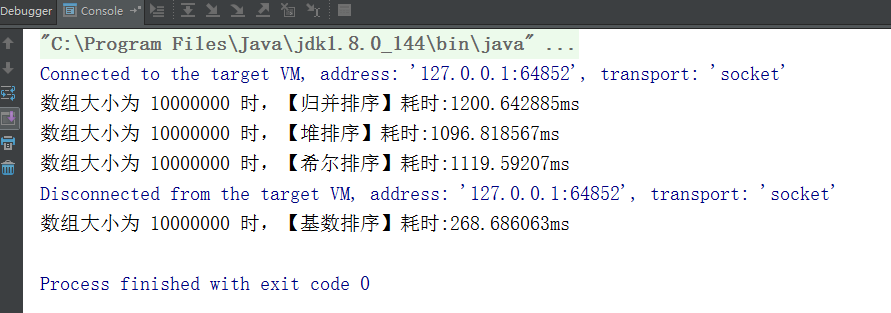 Debugger Console
"C:\Program Files\Java\jdk1.8.0_144\bin\java" ...
Connected to the target VM, address: '127.0.0.1:64852', transport: 'socket'
数组大小为 10000000 时，【归并排序】耗时:1200.642885ms
数组大小为 10000000 时，【堆排序】耗时:1096.818567ms
数组大小为 10000000 时，【希尔排序】耗时:1119.59207ms
Disconnected from the target VM, address: '127.0.0.1:64852', transport: 'socket'
数组大小为 10000000 时，【基数排序】耗时:268.686063ms
Process finished with exit code 0